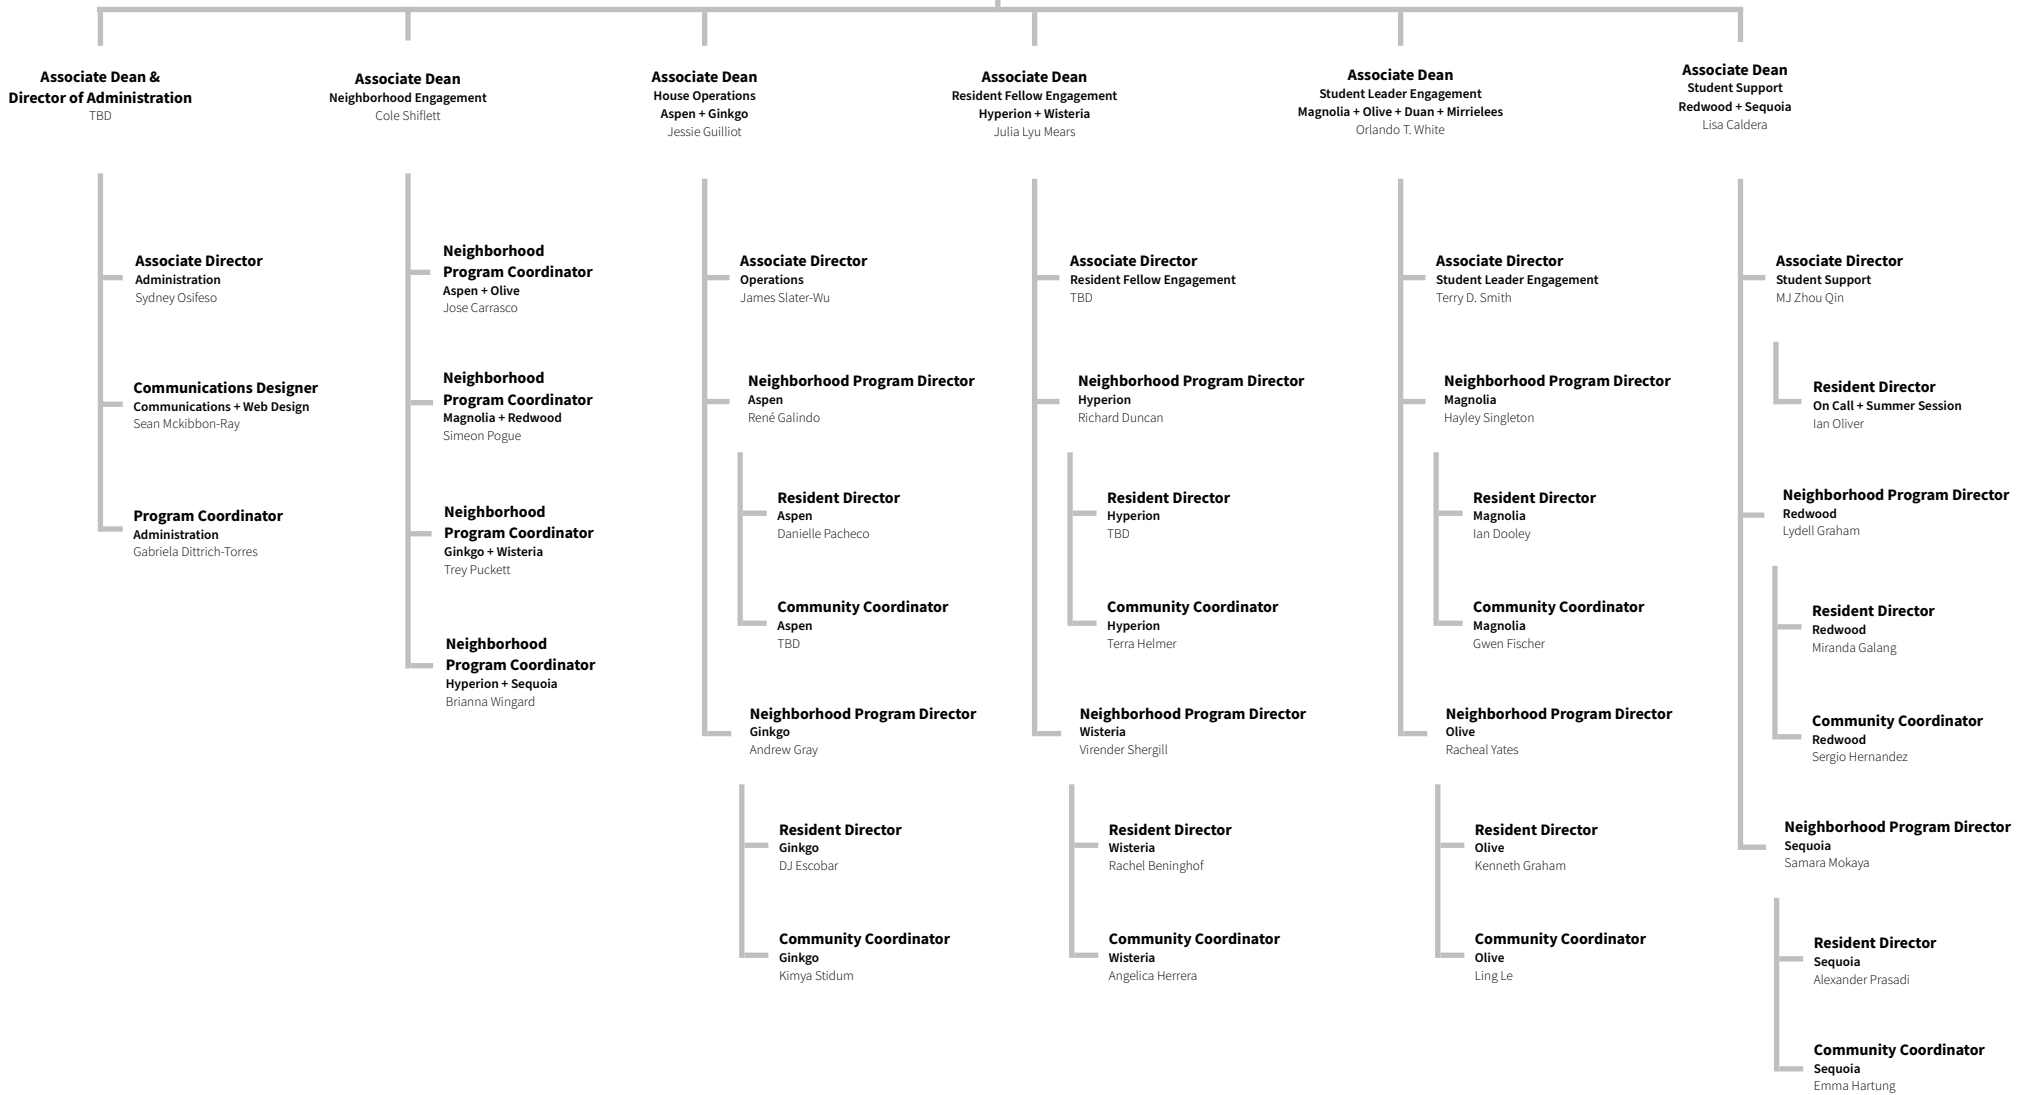 Associate Dean &
Director of Administration
TBD
Associate Director
Administration
Sydney Osifeso
Communications Designer
Communications + Web Design
Sean Mckibbon-Ray
Program Coordinator
Administration
Gabriela Dittrich-Torres
Associate Dean
Neighborhood Engagement
Cole Shiflett
Neighborhood
Program Coordinator
Aspen + Olive
Jose Carrasco
Neighborhood
Program Coordinator
Magnolia + Redwood
Simeon Pogue
Neighborhood
Program Coordinator
Ginkgo + Wisteria
Trey Puckett
Neighborhood
Program Coordinator
Hyperion + Sequoia
Brianna Wingard
Associate Dean
House Operations
Aspen + Ginkgo
Jessie Guilliot
Associate Director
Operations
James Slater-Wu
Neighborhood Program Director
Aspen
René Galindo
Resident Director
Aspen
Danielle Pacheco
Community Coordinator
Aspen
TBD
Neighborhood Program Director
Ginkgo
Andrew Gray
Resident Director
Ginkgo
DJ Escobar
Community Coordinator
Ginkgo
Kimya Stidum
Associate Dean
Resident Fellow Engagement
Hyperion + Wisteria
Julia Lyu Mears
Associate Director
Resident Fellow Engagement
TBD
Neighborhood Program Director
Hyperion
Richard Duncan
Resident Director
Hyperion
TBD
Community Coordinator
Hyperion
Terra Helmer
Neighborhood Program Director
Wisteria
Virender Shergill
Resident Director
Wisteria
Rachel Beninghof
Community Coordinator
Wisteria
Angelica Herrera
Associate Dean
Student Leader Engagement
Magnolia + Olive + Duan + Mirrielees
Orlando T. White
Associate Director
Student Leader Engagement
Terry D. Smith
Neighborhood Program Director
Magnolia
Hayley Singleton
Resident Director
Magnolia
Ian Dooley
Community Coordinator
Magnolia
Gwen Fischer
Neighborhood Program Director
Olive
Racheal Yates
Resident Director
Olive
Kenneth Graham
Community Coordinator
Olive
Ling Le
Associate Dean
Student Support
Redwood + Sequoia
Lisa Caldera
Associate Director
Student Support
MJ Zhou Qin
Resident Director
On Call + Summer Session
Ian Oliver
Neighborhood Program Director
Redwood
Lydell Graham
Resident Director
Redwood
Miranda Galang
Community Coordinator
Redwood
Sergio Hernandez
Neighborhood Program Director
Sequoia
Samara Mokaya
Resident Director
Sequoia
Alexander Prasadi
Community Coordinator
Sequoia
Emma Hartung